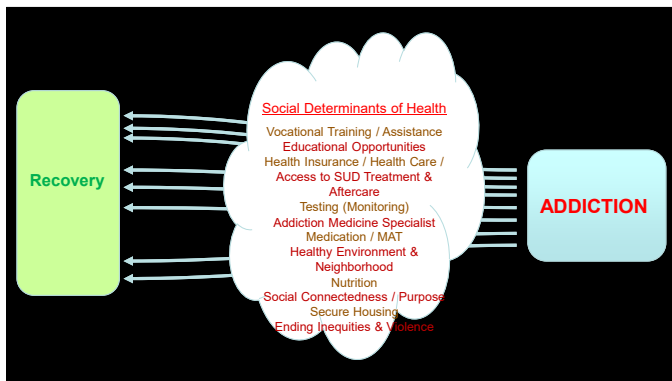 Social Determinants of Health
Vocational Training / Assistance
Educational Opportunities
Health Insurance / Health Care /
Access to SUD Treatment &
Aftercare
Testing (Monitoring)
Addiction Medicine Specialist
Medication / MAT
Healthy Environment &
Neighborhood
Nutrition
Social Connectedness / Purpose
Secure Housing
Ending Inequities & Violence
Recovery
ADDICTION